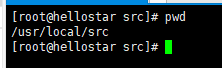 [root@hellostar src]# pwd
/usr/local/src
[root@hellostar src]#